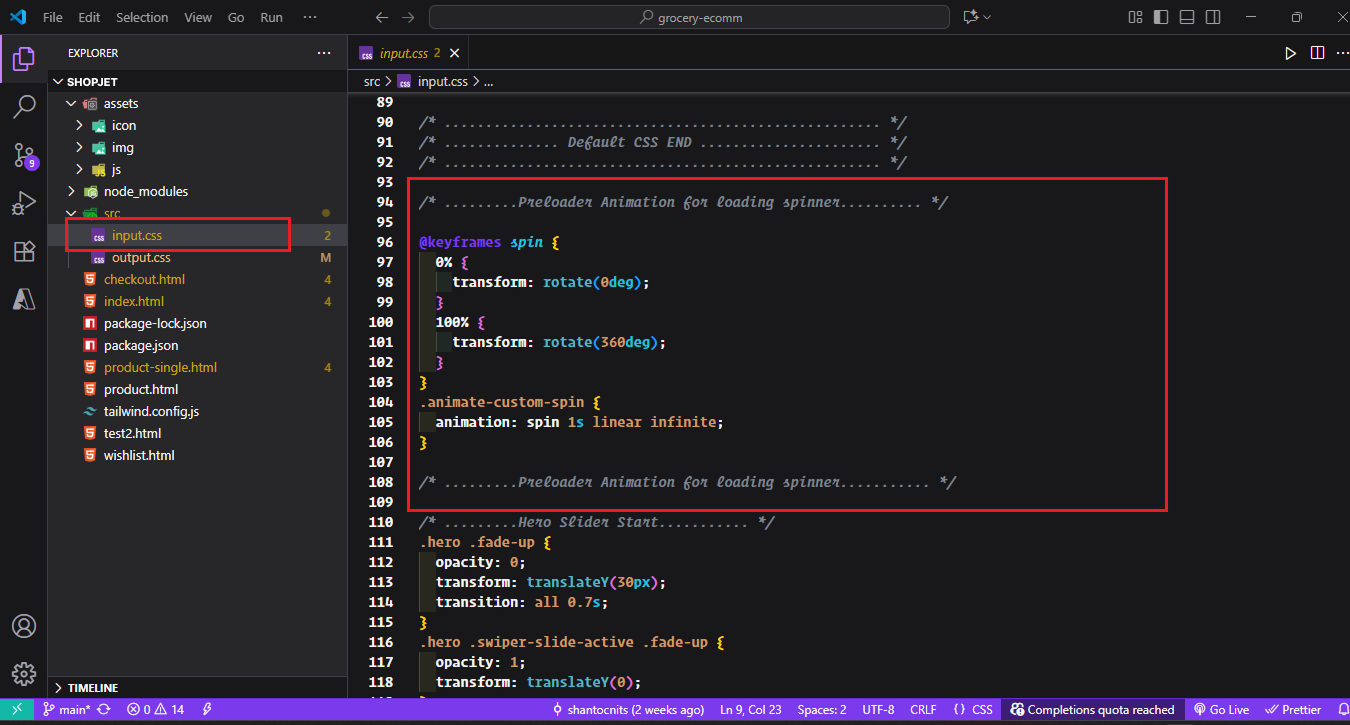 File Edit Selection View Go Run ···
grocery-ecomm
EXPLORER ···
SHOPJET
assets
icon
img
js
node_modules
src
input.css 2
output.css M
checkout.html 4
index.html 4
package-lock.json
package.json
product-single.html 4
product.html
tailwind.config.js
test2.html
wishlist.html
TIMELINE
9
input.css 2
src > input.css > ...
89
90 /* ..................................................... */
91 /* .............. Default CSS END ...................... */
92 /* ..................................................... */
93
94 /* .........Preloader Animation for loading spinner.......... */
95
96 @keyframes spin {
97 0% {
98 transform: rotate(0deg);
99 }
100 100% {
101 transform: rotate(360deg);
102 }
103 }
104 .animate-custom-spin {
105 animation: spin 1s linear infinite;
106 }
107
108 /* .........Preloader Animation for loading spinner........... */
109
110 /* .........Hero Slider Start........... */
111 .hero .fade-up {
112 opacity: 0;
113 transform: translateY(30px);
114 transition: all 0.7s;
115 }
116 .hero .swiper-slide-active .fade-up {
117 opacity: 1;
118 transform: translateY(0);
main* 0 14 shantocnits (2 weeks ago) Ln 9, Col 23 Spaces: 2 UTF-8 CRLF {} CSS Completions quota reached Go Live Prettier